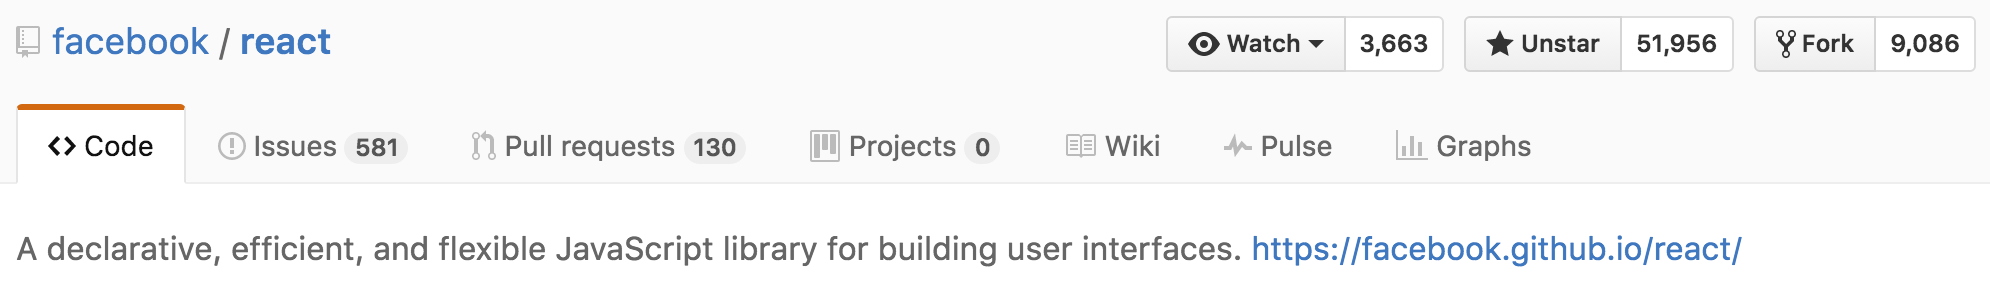 facebook / react
Watch 3,663 Unstar 51,956 Fork 9,086
Code Issues 581 Pull requests 130 Projects 0 Wiki Pulse Graphs
A declarative, efficient, and flexible JavaScript library for building user interfaces. https://facebook.github.io/react/